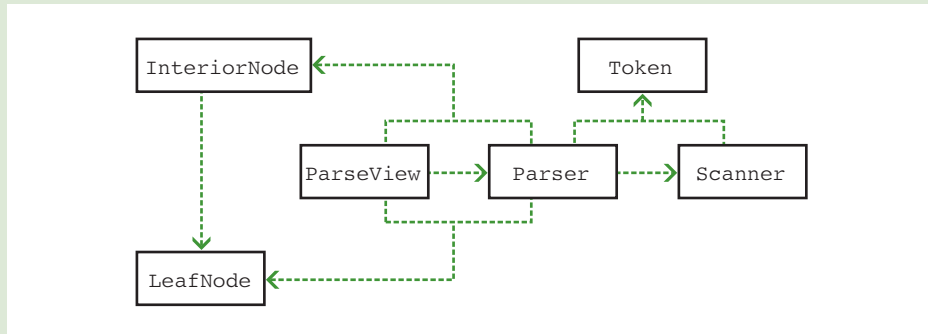 InteriorNode
Token
ParseView
Parser
Scanner
LeafNode